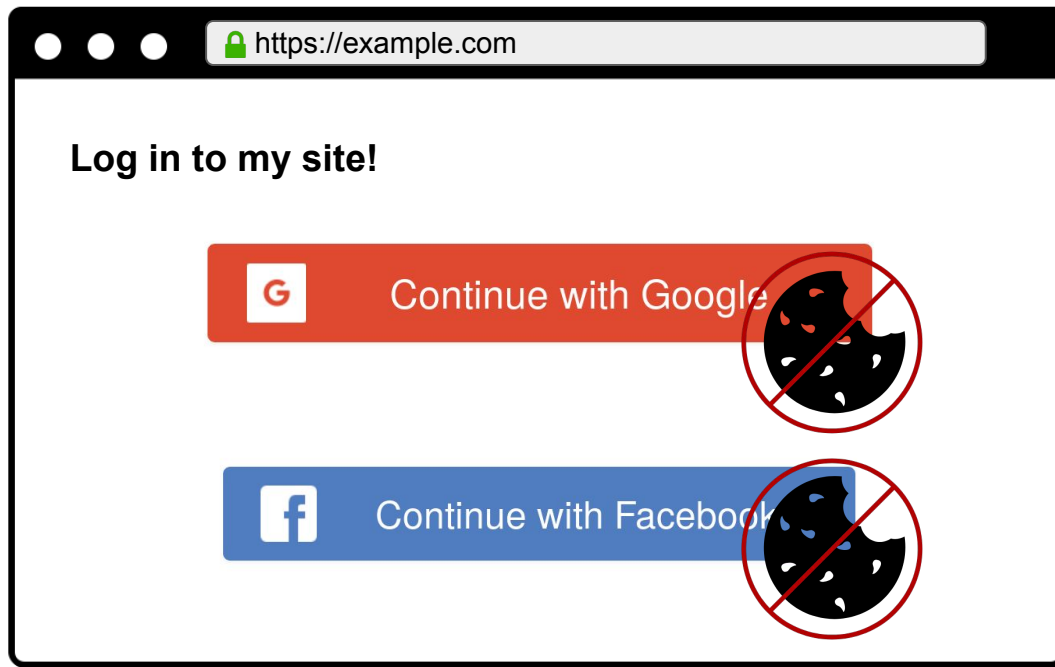 https://example.com
Log in to my site!
G
Continue with Google
f
Continue with Facebook